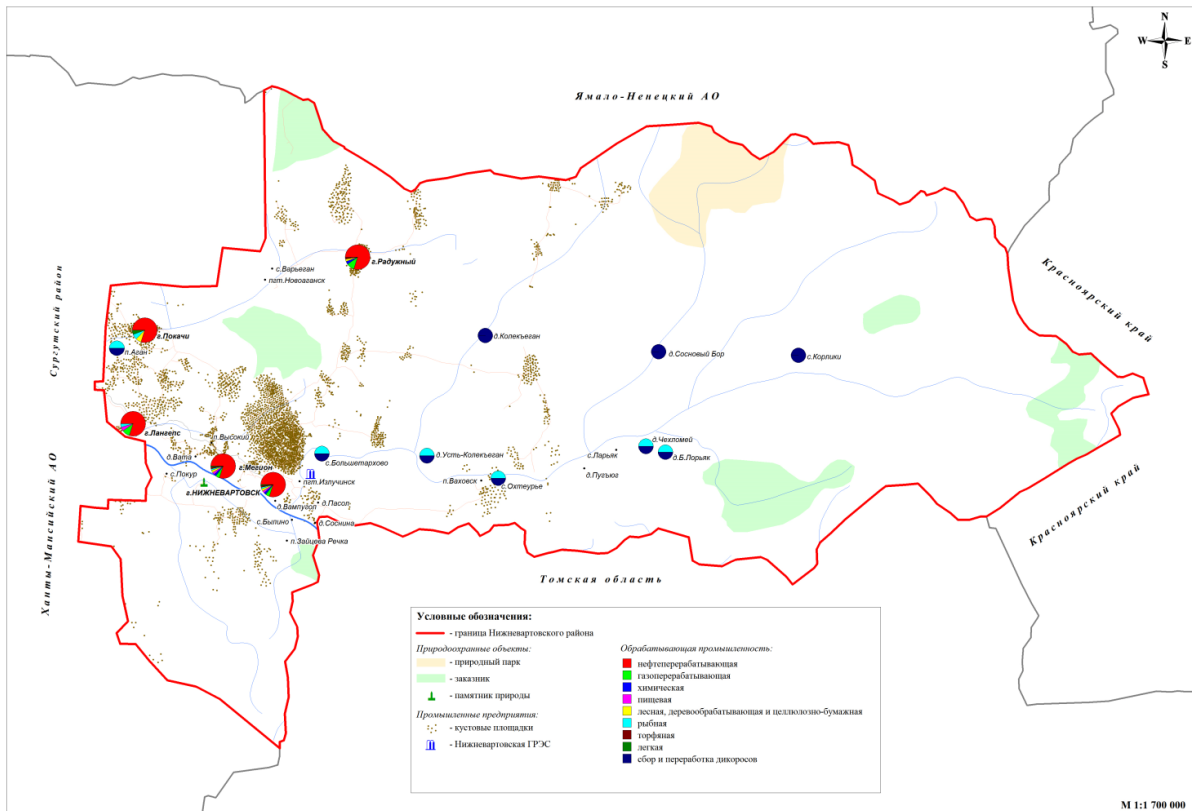 N
W E
S
Ямало-Ненецкий АО
Красноярский край
Сургутский район
с.Варьеган
пгт.Новоаганск
г.Радужный
г.Покачи
п.Аган
д.Колекъеган
д.Сосновый Бор
с.Корлики
г.Лангепс
п.Высокий
д.Вата
с.Покур
г.Мегион
с.Большетархово
д.Усть-Колекъеган
с.Ларьяк
д.Чехломей
д.Б.Лорьяк
пгт.Излучинск
п.Ваховск
с.Охтеурье
д.Пугьюг
г.НИЖНЕВАРТОВСК
д.Вампугол
д.Пасол
с.Былино
д.Соснина
п.Зайцева Речка
Красноярский край
Ханты-Мансийский АО
Томская область
Условные обозначения:
- граница Нижневартовского района
Природоохранные объекты:
- природный парк
- заказник
- памятник природы
Промышленные предприятия:
- кустовые площадки
- Нижневартовская ГРЭС
Обрабатывающая промышленность:
нефтеперерабатывающая
газоперерабатывающая
химическая
пищевая
лесная, деревообрабатывающая и целлюлозно-бумажная
рыбная
торфяная
легкая
сбор и переработка дикоросов
М 1:1 700 000